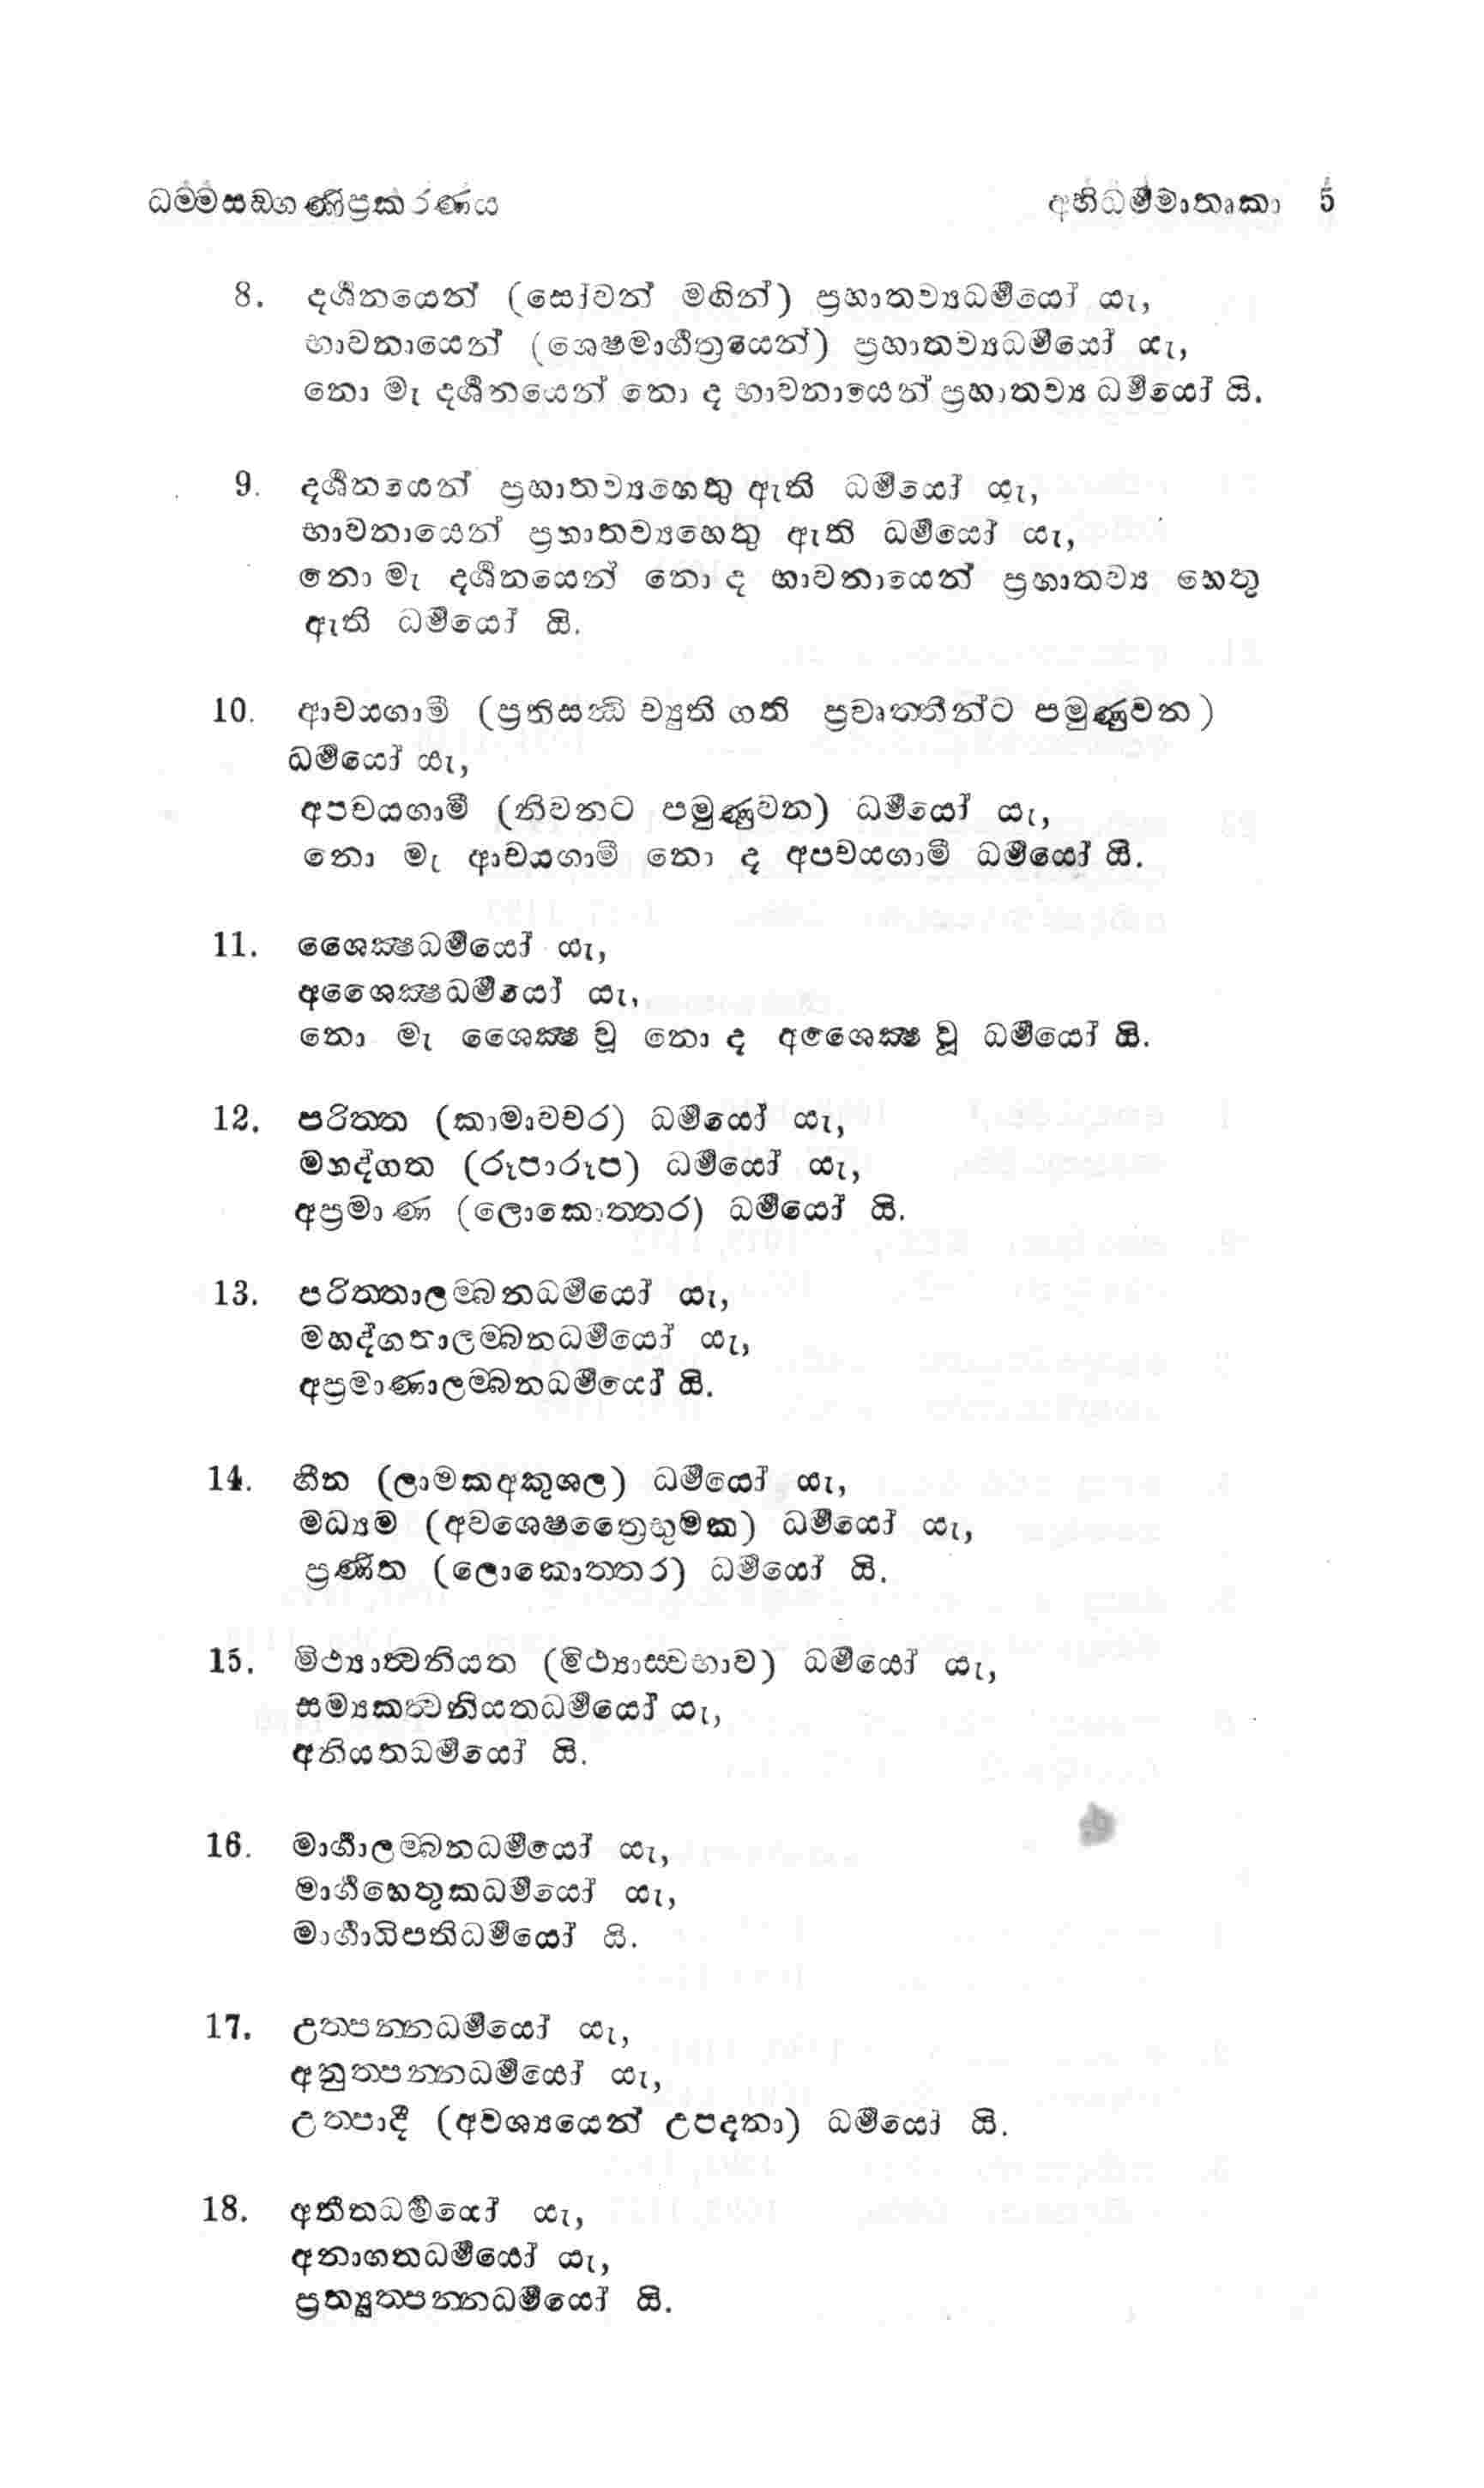 ධම්මසඞ්ගණිප්‍රකරණය අභිධර්මමාතෘකා 5
8. දර්ශනයෙන් (සෝවන් මගින්) ප්‍රහාතව්‍යධර්මයෝ යැ,
භාවනායෙන් (ශෙෂමාර්ගත්‍රයෙන්) ප්‍රහාතව්‍යධර්මයෝ යැ,
නො මැ දර්ශනයෙන් නො ද භාවනායෙන් ප්‍රහාතව්‍ය ධර්මයෝ යි.
9. දර්ශනයෙන් ප්‍රහාතව්‍යහෙතු ඇති ධර්මයෝ යැ,
භාවනායෙන් ප්‍රහාතව්‍යහෙතු ඇති ධර්මයෝ යැ,
නො මැ දර්ශනයෙන් නො ද භාවනායෙන් ප්‍රහාතව්‍ය හෙතු
ඇති ධර්මයෝ යි.
10. ආචයගාමී (ප්‍රතිසන්ධි ච්‍යුති ගති ප්‍රවෘත්තීන්ට පමුණුවන)
ධර්මයෝ යැ,
අපචයගාමී (නිවනට පමුණුවන) ධර්මයෝ යැ,
නො මැ ආචයගාමී නො ද අපචයගාමී ධර්මයෝ යි.
11. ශෛක්‍ෂධර්මයෝ යැ,
අශෛක්‍ෂධර්මයෝ යැ,
නො මැ ශෛක්‍ෂ වූ නො ද අශෛක්‍ෂ වූ ධර්මයෝ යි.
12. පරිත්ත (කාමාවචර) ධර්මයෝ යැ,
මහද්ගත (රූපාරූප) ධර්මයෝ යැ,
අප්‍රමාණ (ලොකොත්තර) ධර්මයෝ යි.
13. පරිත්තාලම්බනධර්මයෝ යැ,
මහද්ගතාලම්බනධර්මයෝ යැ,
අප්‍රමාණාලම්බනධර්මයෝ යි.
14. හීන (ලාමකඅකුශල) ධර්මයෝ යැ,
මධ්‍යම (අවශෙෂත්‍රෛභූමක) ධර්මයෝ යැ,
ප්‍රණීත (ලොකොත්තර) ධර්මයෝ යි.
15. මිථ්‍යාත්වනියත (මිථ්‍යාස්වභාව) ධර්මයෝ යැ,
සම්‍යක්ත්වනියතධර්මයෝ යැ,
අනියතධර්මයෝ යි.
16. මාර්ගාලම්බනධර්මයෝ යැ,
මාර්ගහෙතුකධර්මයෝ යැ,
මාර්ගාධිපතිධර්මයෝ යි.
17. උත්පන්නධර්මයෝ යැ,
අනුත්පන්නධර්මයෝ යැ,
උත්පාදී (අවශ්‍යයෙන් උපදනා) ධර්මයෝ යි.
18. අතීතධර්මයෝ යැ,
අනාගතධර්මයෝ යැ,
ප්‍රත්‍යුත්පන්නධර්මයෝ යි.